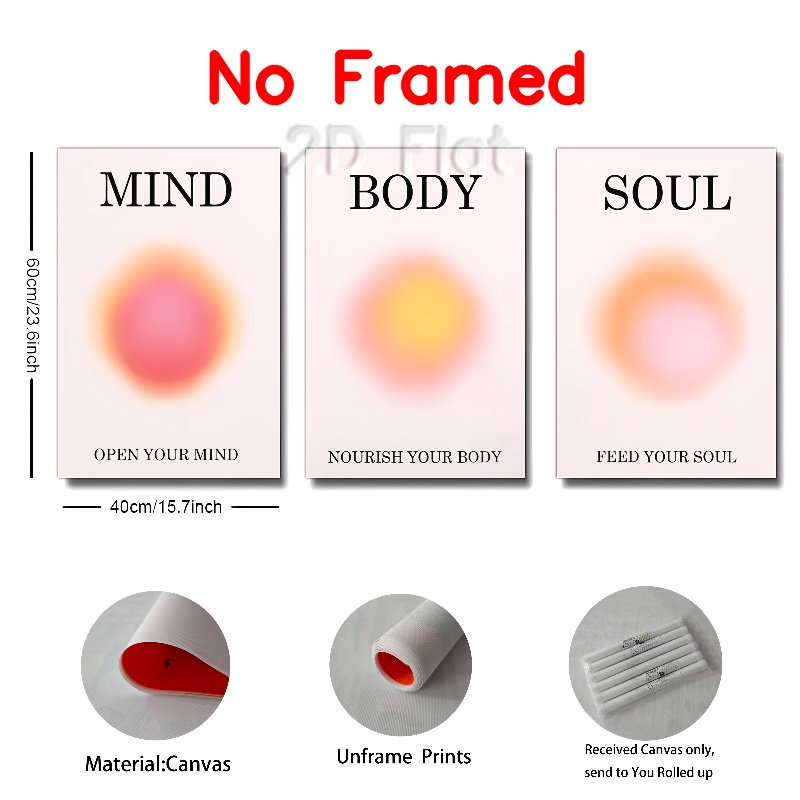 No Framed
2D Flat
MIND
OPEN YOUR MIND
BODY
NOURISH YOUR BODY
SOUL
FEED YOUR SOUL
60cm/23.6inch
40cm/15.7inch
Material:Canvas
Unframe Prints
Received Canvas only,
send to You Rolled up